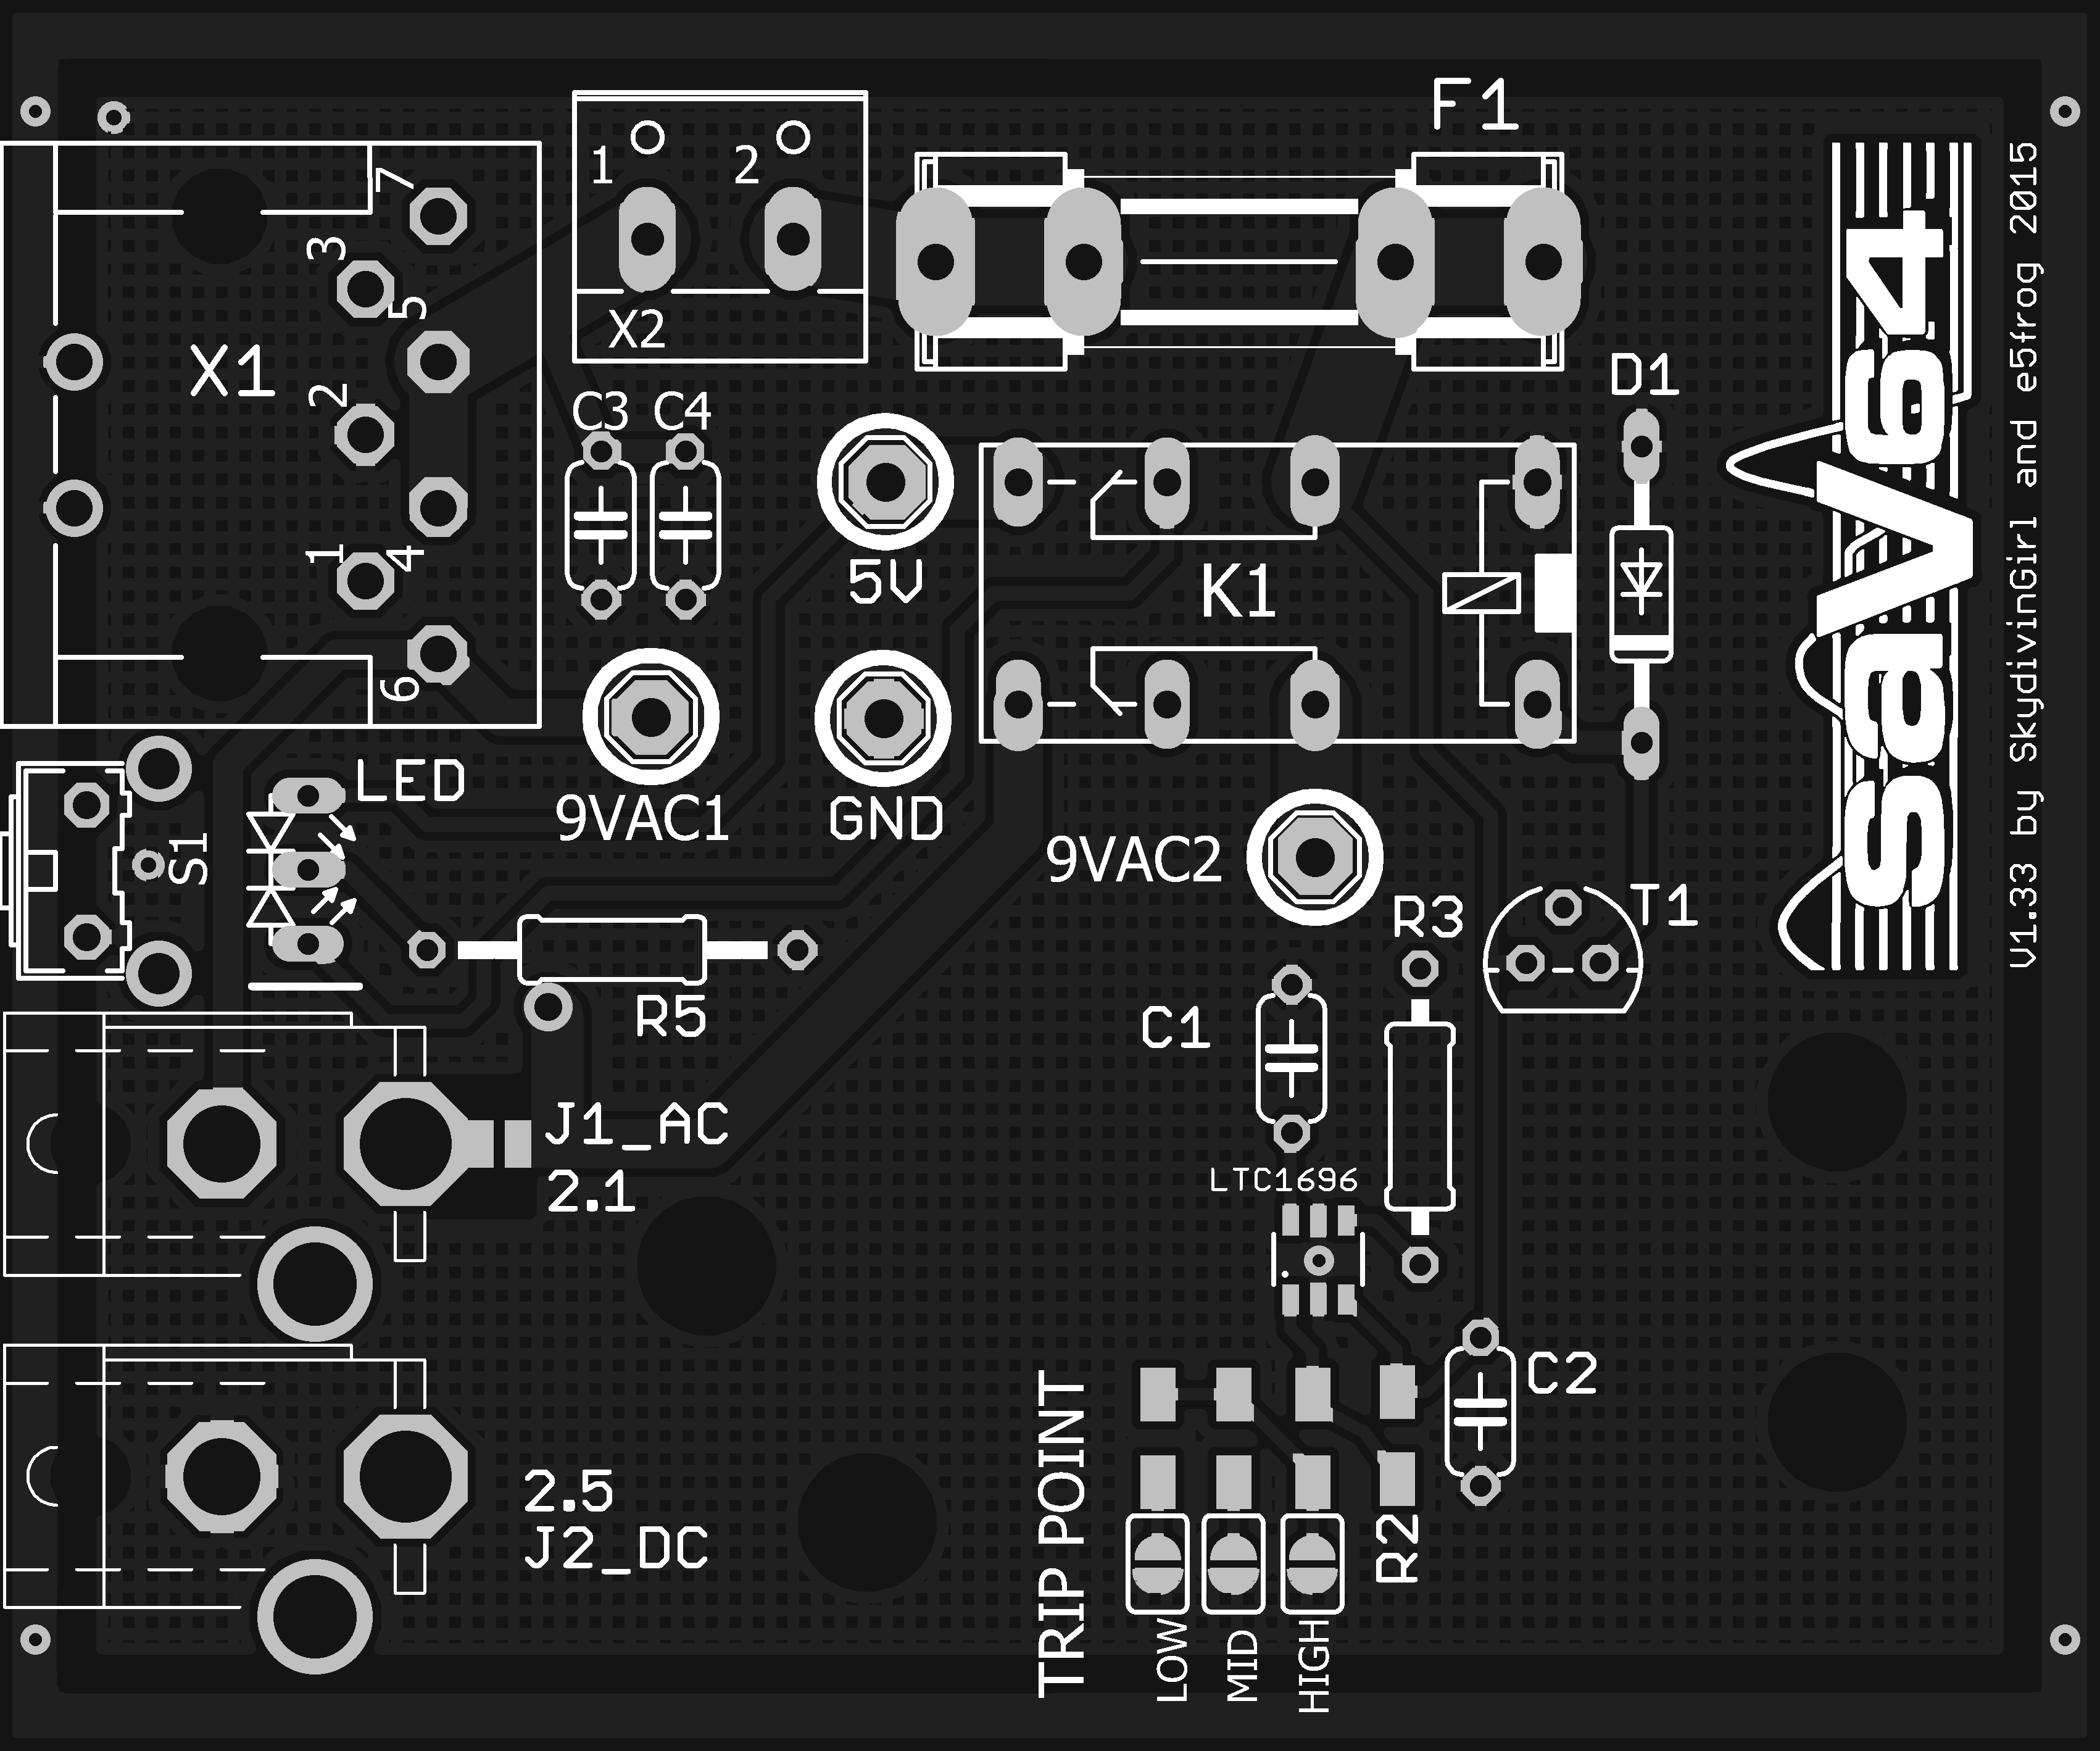 F1
1
2
X2
7
3
5
X1
2
1
4
6
C3
C4
5V
K1
D1
saV64
V1.33 by SkydivinGirl and e5frog 2015
LED
S1
9VAC1
GND
9VAC2
R3
T1
R5
C1
J1_AC
2.1
LTC1696
C2
2.5
J2_DC
TRIP POINT
R2
LOW
MID
HIGH